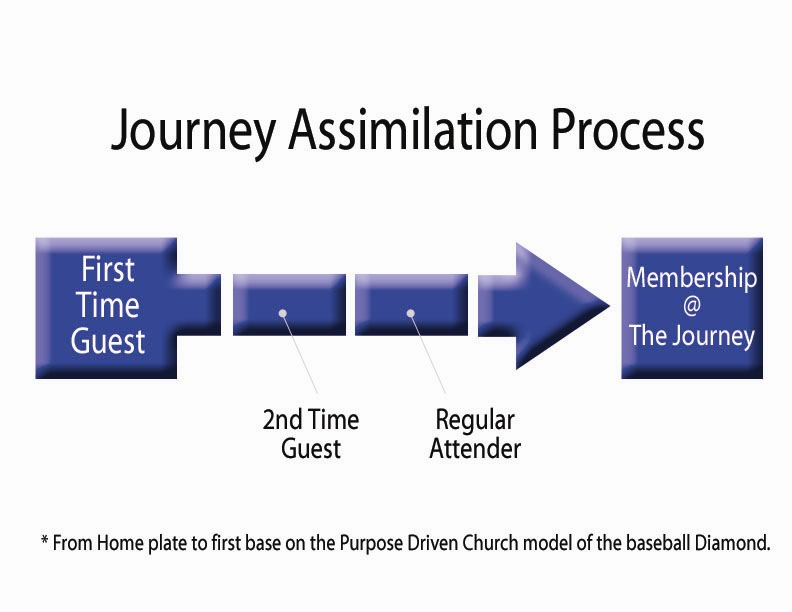 Journey Assimilation Process
First
Time
Guest
Membership
@
The Journey
2nd Time
Guest
Regular
Attender
* From Home plate to first base on the Purpose Driven Church model of the baseball Diamond.